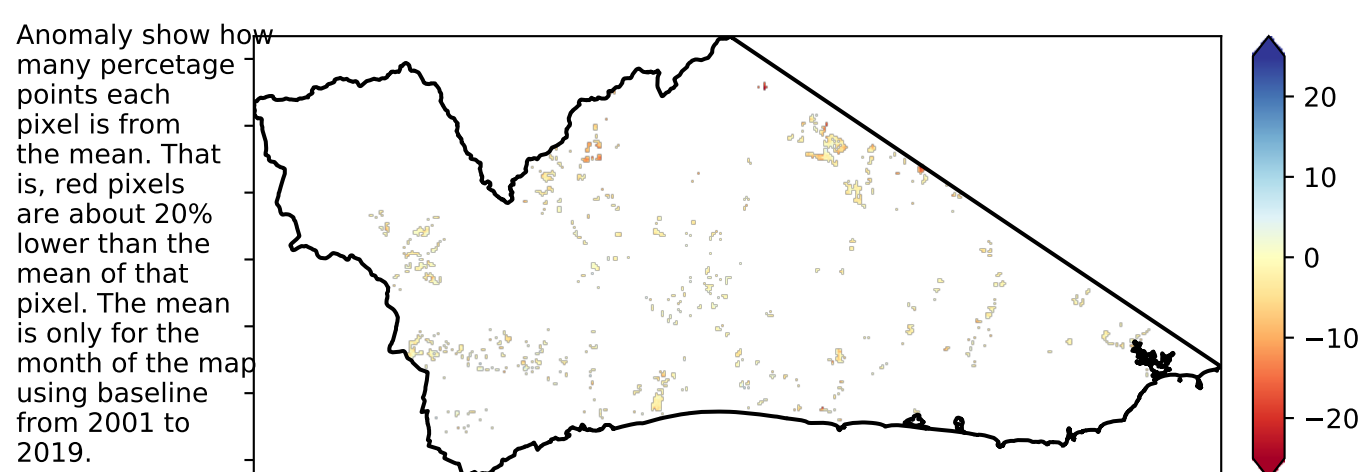 Anomaly show how
many percetage
points each
pixel is from
the mean. That
is, red pixels
are about 20%
lower than the
mean of that
pixel. The mean
is only for the
month of the map
using baseline
from 2001 to
2019.
20
10
0
−10
−20